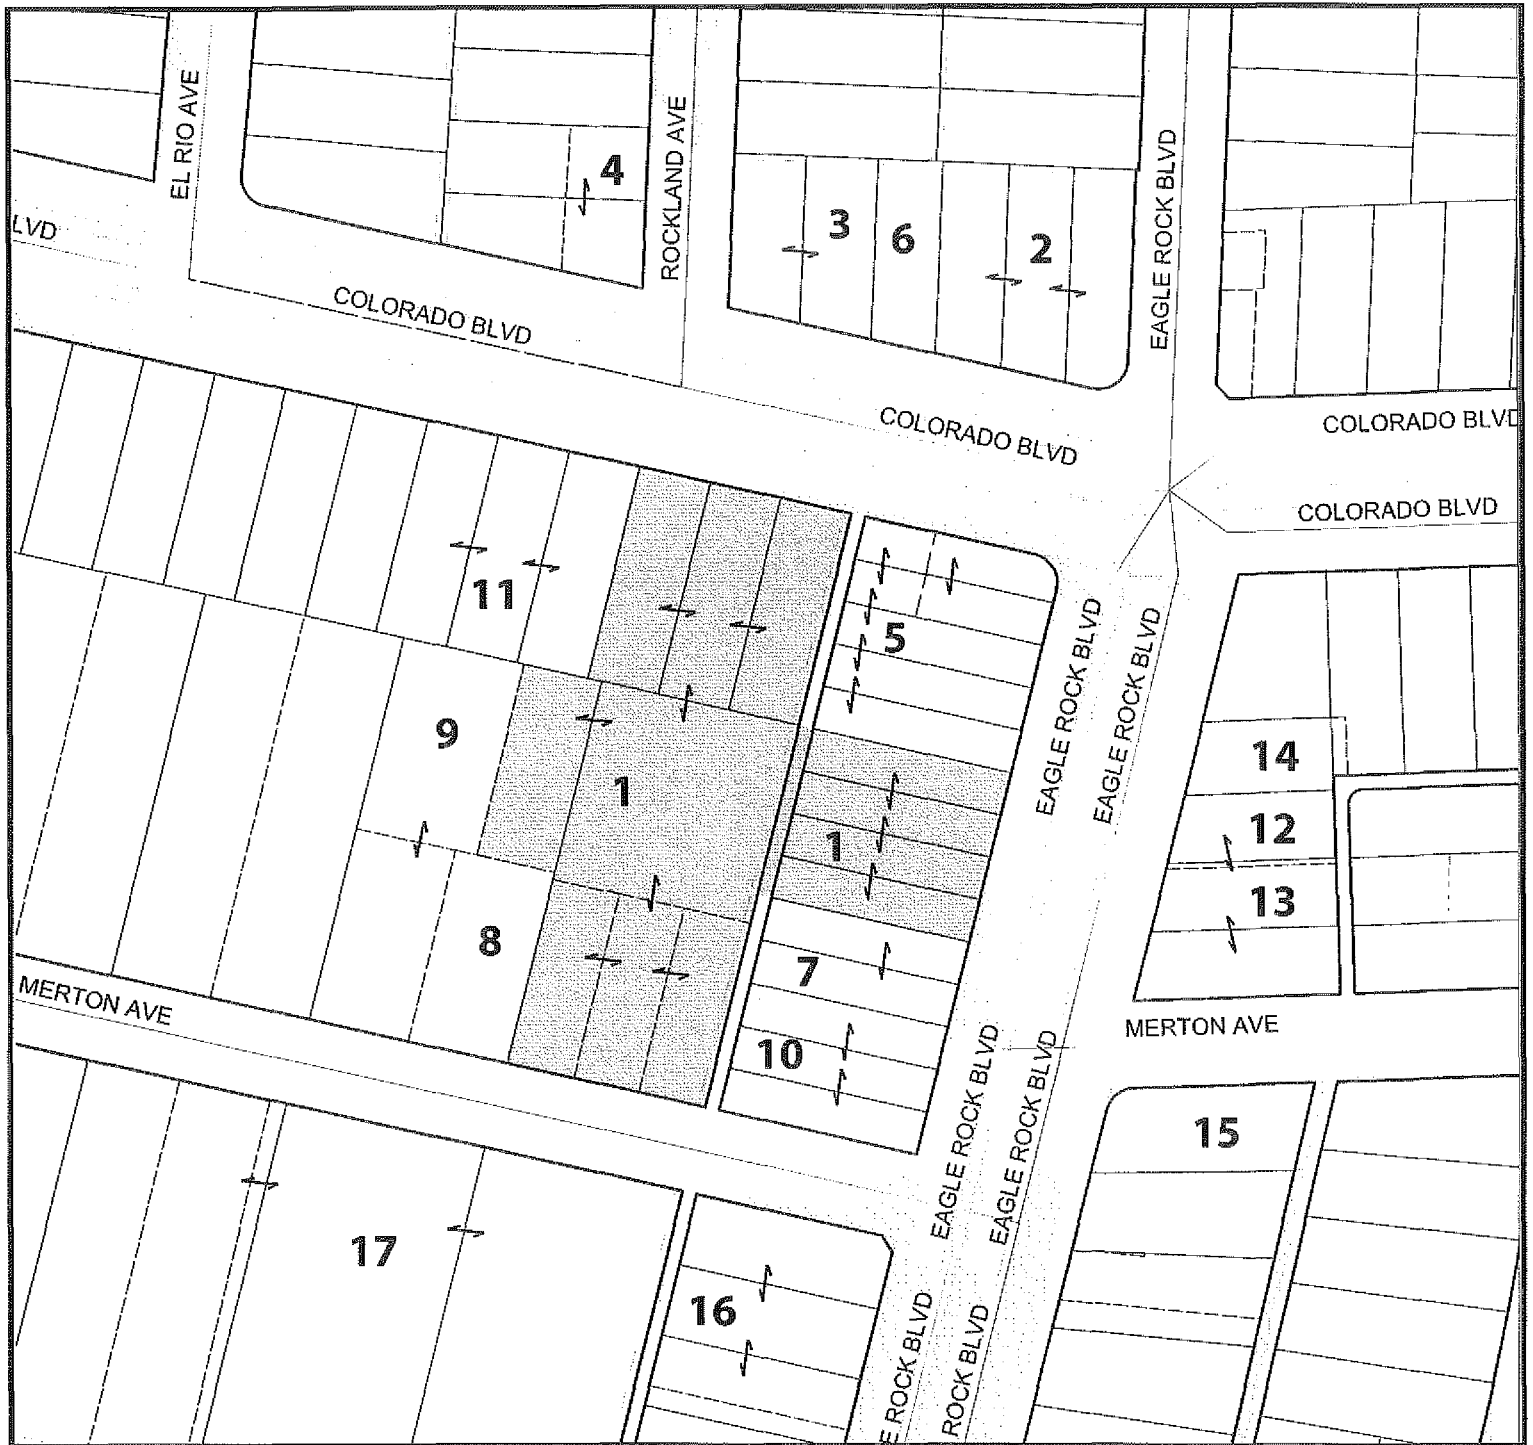 EL RIO AVE
4
ROCKLAND AVE
3
6
2
EAGLE ROCK BLVD
LVD
COLORADO BLVD
COLORADO BLVD
COLORADO BLVD
COLORADO BLVD
11
5
EAGLE ROCK BLVD
EAGLE ROCK BLVD
9
1
1
14
12
13
8
7
10
MERTON AVE
MERTON AVE
EAGLE ROCK BLVD
EAGLE ROCK BLVD
15
17
16
E ROCK BLVD
ROCK BLVD